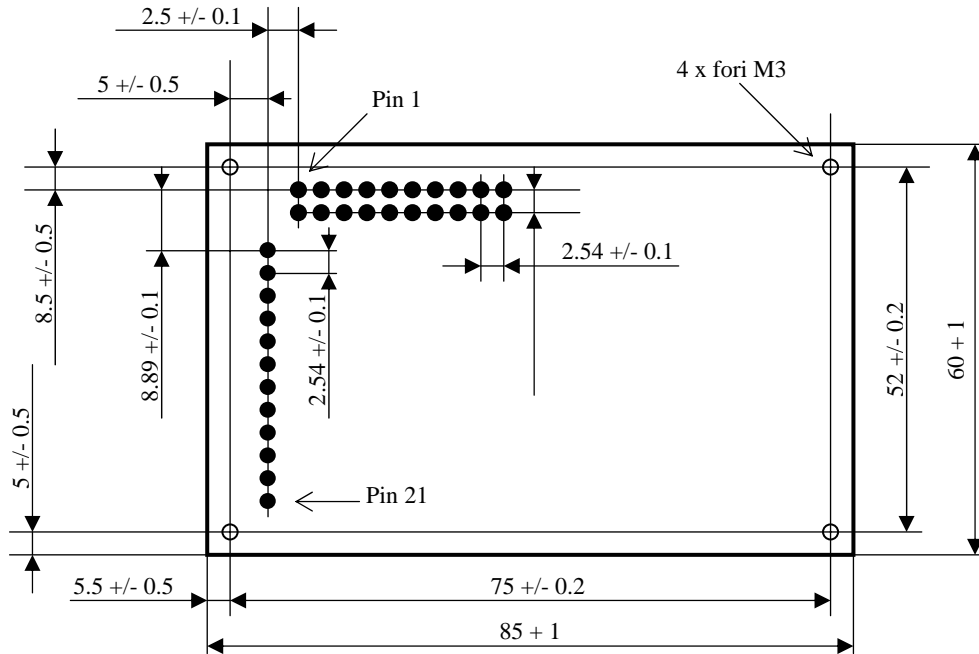 2.5 +/- 0.1
5 +/- 0.5
Pin 1
4 x fori M3
8.5 +/- 0.5
8.89 +/- 0.1
2.54 +/- 0.1
2.54 +/- 0.1
52 +/- 0.2
60 + 1
5 +/- 0.5
Pin 21
5.5 +/- 0.5
75 +/- 0.2
85 + 1